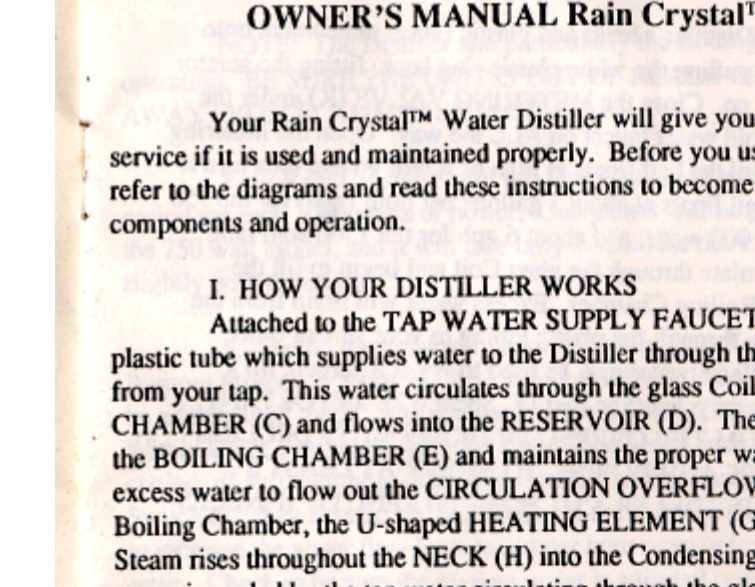 OWNER'S MANUAL Rain Crystal
Your Rain Crystal™ Water Distiller will give you
service if it is used and maintained properly. Before you us
refer to the diagrams and read these instructions to become
components and operation.
I. HOW YOUR DISTILLER WORKS
Attached to the TAP WATER SUPPLY FAUCET
plastic tube which supplies water to the Distiller through th
from your tap. This water circulates through the glass Coil
CHAMBER (C) and flows into the RESERVOIR (D). The
the BOILING CHAMBER (E) and maintains the proper wa
excess water to flow out the CIRCULATION OVERFLOW
Boiling Chamber, the U-shaped HEATING ELEMENT (G
Steam rises throughout the NECK (H) into the Condensing